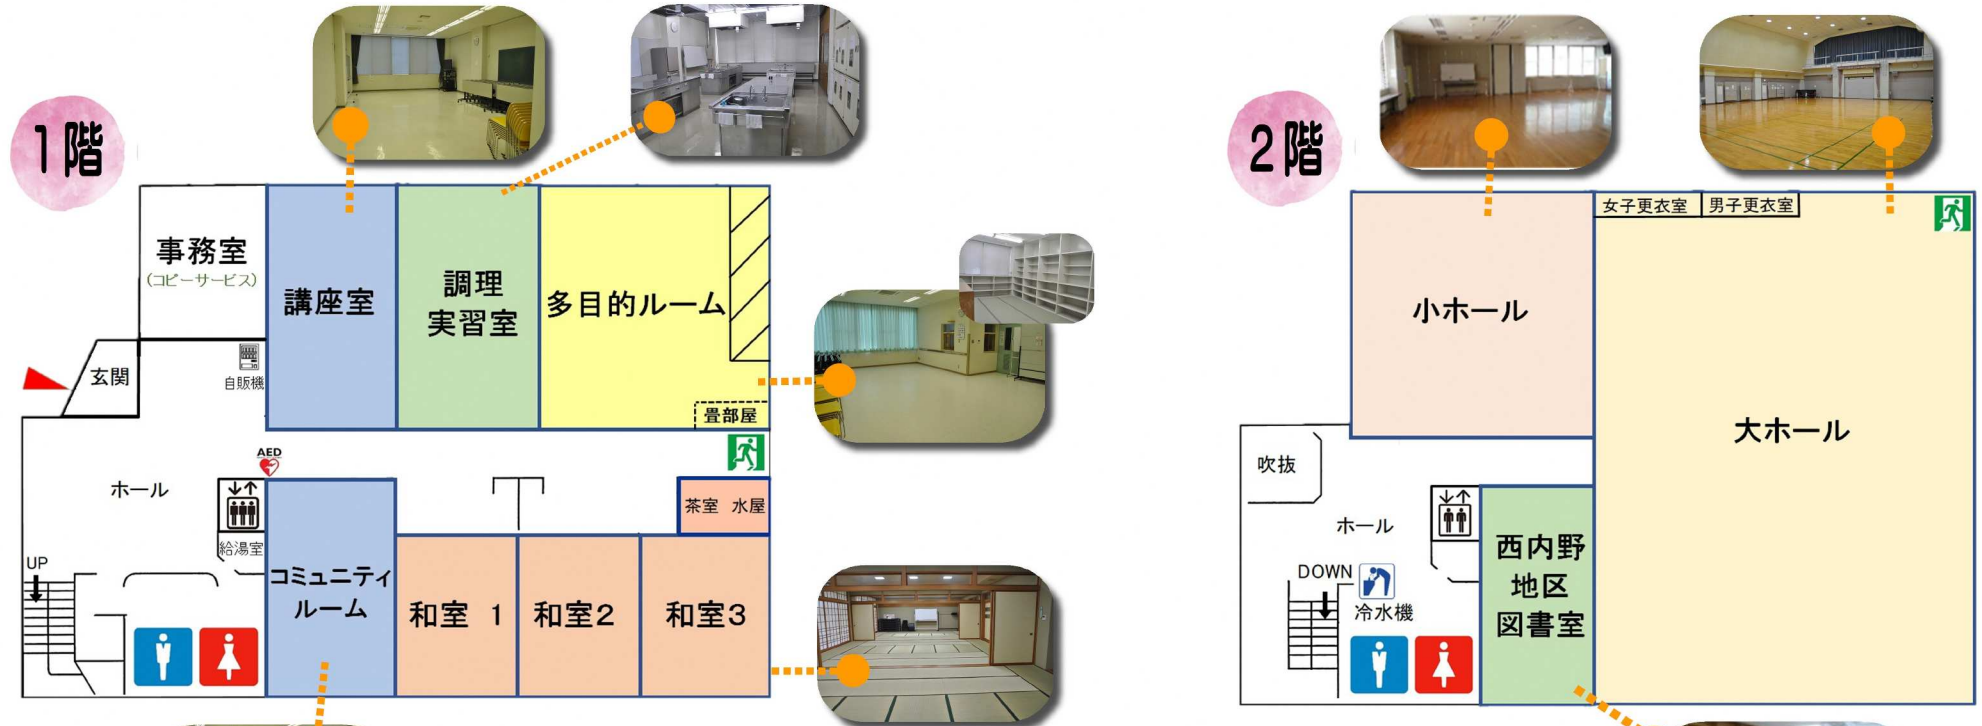 1階
事務室
(コピーサービス)
講座室
調理
実習室
多目的ルーム
玄関
自販機
畳部屋
AED
ホール
茶室 水屋
給湯室
UP
コミュニティ
ルーム
和室 1
和室2
和室3
2階
女子更衣室
男子更衣室
小ホール
大ホール
吹抜
ホール
西内野
地区
図書室
DOWN
冷水機